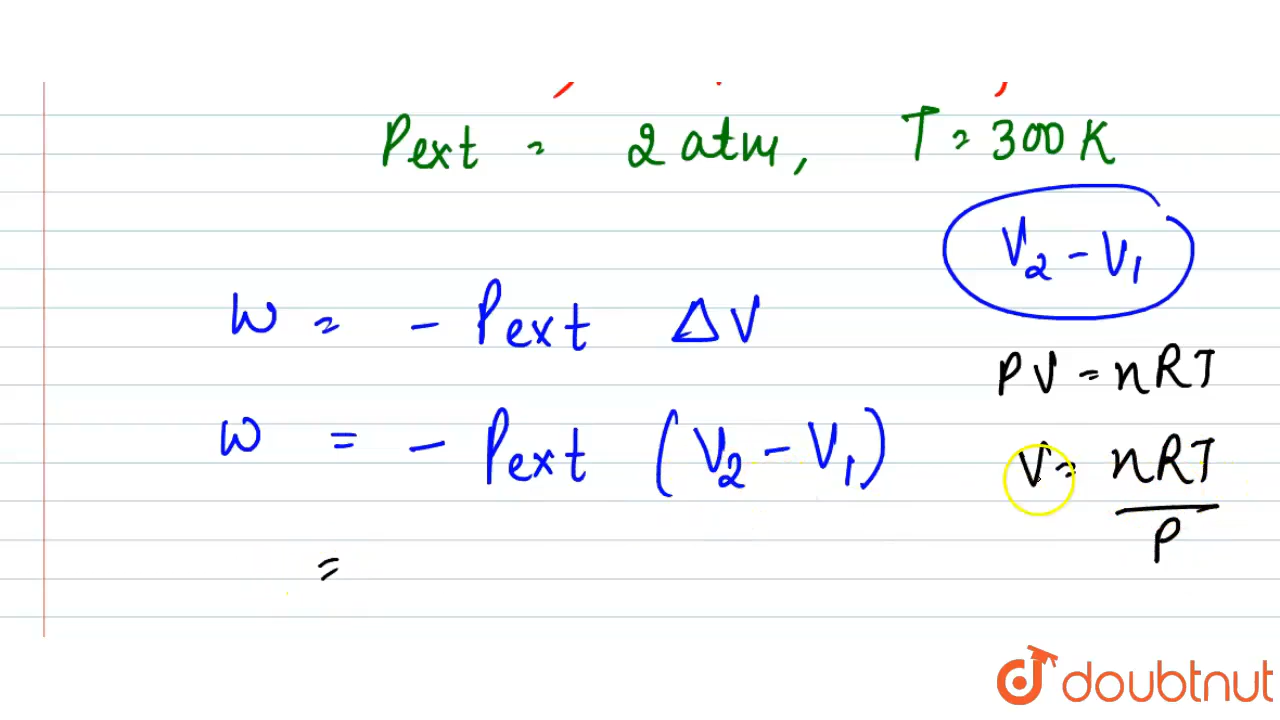 Pext = 2 atm, T = 300 K
V2 - V1
W = - Pext ΔV
PV = nRT
W = - Pext (V2 - V1)
V = nRT
P
=
doubtnut